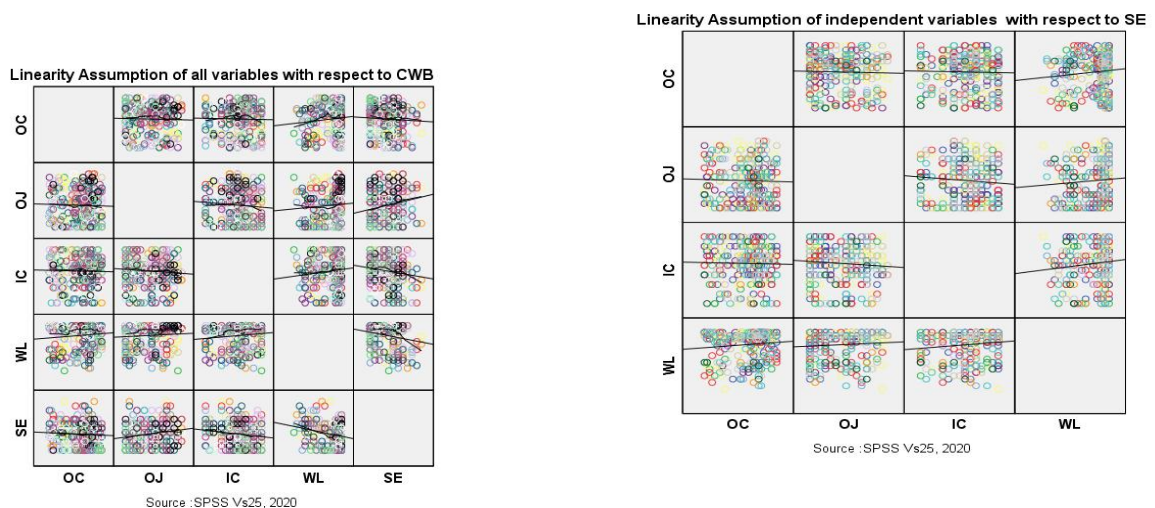 Linearity Assumption of all variables with respect to CWB
OC
OJ
IC
WL
SE
OC OJ IC WL SE
Source :SPSS Vs25, 2020
Linearity Assumption of independent variables with respect to SE
OC
OJ
IC
WL
OC OJ IC WL
Source :SPSS Vs25, 2020